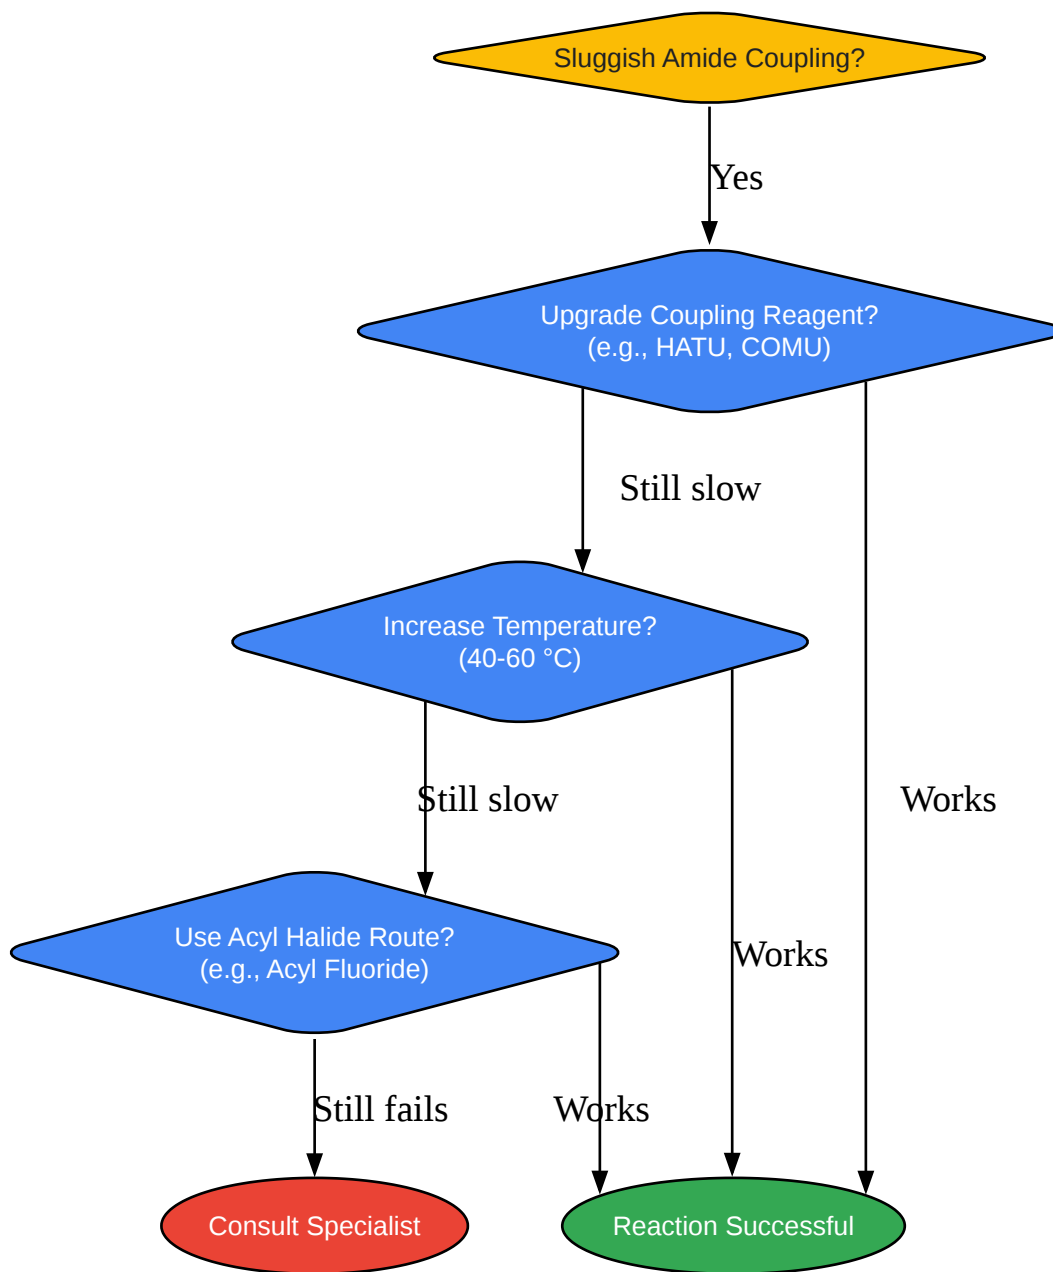 Sluggish Amide Coupling?
Yes
Upgrade Coupling Reagent?
(e.g., HATU, COMU)
Still slow
Increase Temperature?
(40-60 °C)
Still slow
Works
Use Acyl Halide Route?
(e.g., Acyl Fluoride)
Works
Still fails
Works
Consult Specialist
Reaction Successful